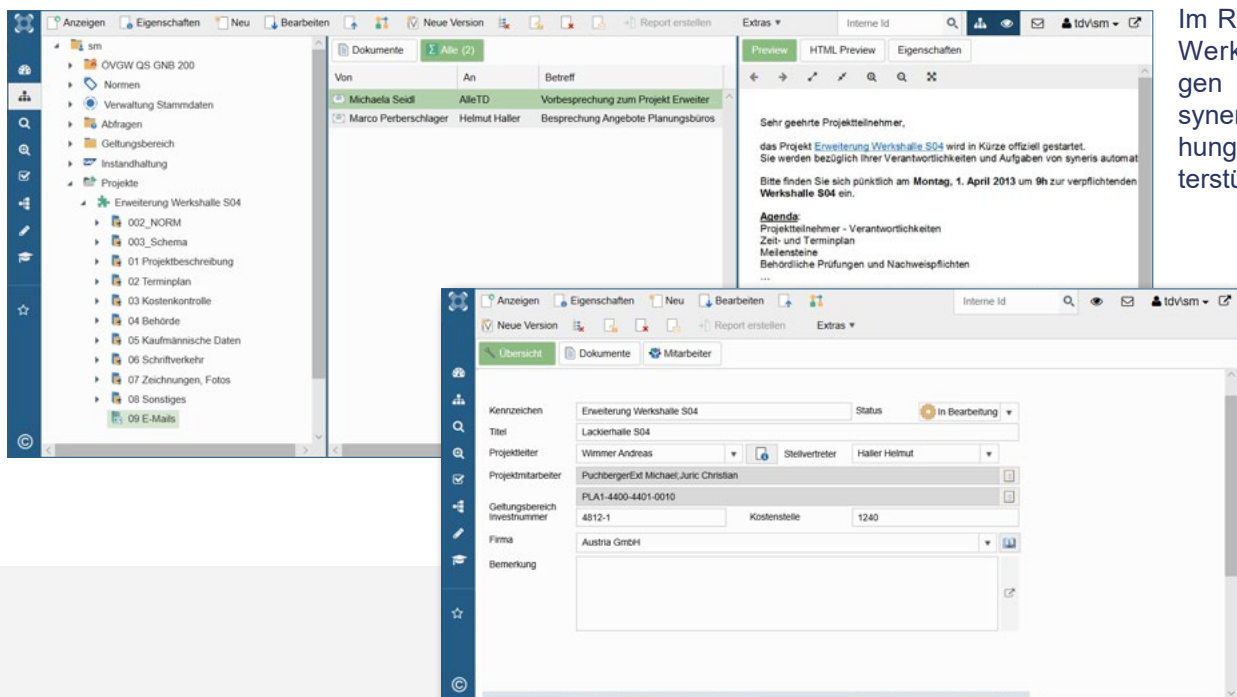 Anzeigen Eigenschaften Neu Bearbeiten Neue Version Report erstellen Extras Interne Id tdv\sm
sm
ÖVGW QS GNB 200
Normen
Verwaltung Stammdaten
Abfragen
Geltungsbereich
Instandhaltung
Projekte
Erweiterung Werkshalle S04
002_NORM
003_Schema
01 Projektbeschreibung
02 Terminplan
03 Kostenkontrolle
04 Behörde
05 Kaufmännische Daten
06 Schriftverkehr
07 Zeichnungen, Fotos
08 Sonstiges
09 E-Mails
Dokumente Alle (2)
Von An Betreff
Michaela Seidl AlleTD Vorbesprechung zum Projekt Erweiter
Marco Perberschlager Helmut Haller Besprechung Angebote Planungsbüros
Preview HTML Preview Eigenschaften
Sehr geehrte Projektteilnehmer,
das Projekt Erweiterung Werkshalle S04 wird in Kürze offiziell gestartet.
Sie werden bezüglich Ihrer Verantwortlichkeiten und Aufgaben von syneris automat
Bitte finden Sie sich pünktlich am Montag, 1. April 2013 um 9h zur verpflichtenden
Werkshalle S04 ein.
Agenda:
Projektteilnehmer - Verantwortlichkeiten
Zeit- und Terminplan
Meilensteine
Behördliche Prüfungen und Nachweispflichten
...
Im R
Werk
gen
syner
hung
terstü
Anzeigen Eigenschaften Neu Bearbeiten Interne Id tdv\sm
Neue Version Report erstellen Extras
Übersicht Dokumente Mitarbeiter
Kennzeichen Erweiterung Werkshalle S04 Status In Bearbeitung
Titel Lackierhalle S04
Projektleiter Wimmer Andreas Stellvertreter Haller Helmut
Projektmitarbeiter PuchbergerExt Michael;Juric Christian
Geltungsbereich PLA1-4400-4401-0010
Investnummer 4812-1 Kostenstelle 1240
Firma Austria GmbH
Bemerkung